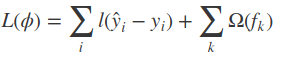 L(ϕ) = ∑ᵢ l(ŷᵢ − yᵢ) + ∑ₖ Ω(fₖ)